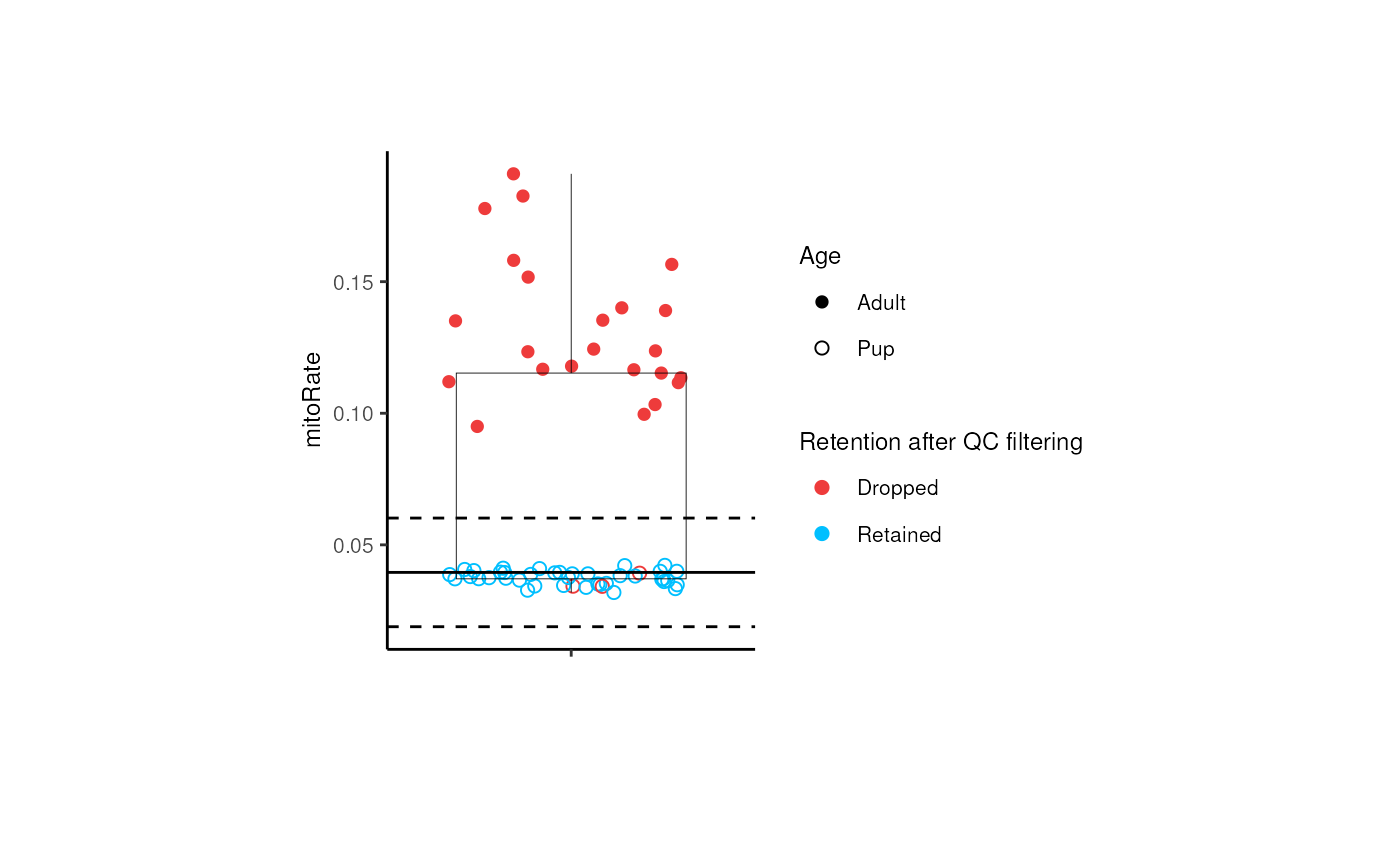 mitoRate
0.15
0.10
0.05
Age
Adult
Pup
Retention after QC filtering
Dropped
Retained